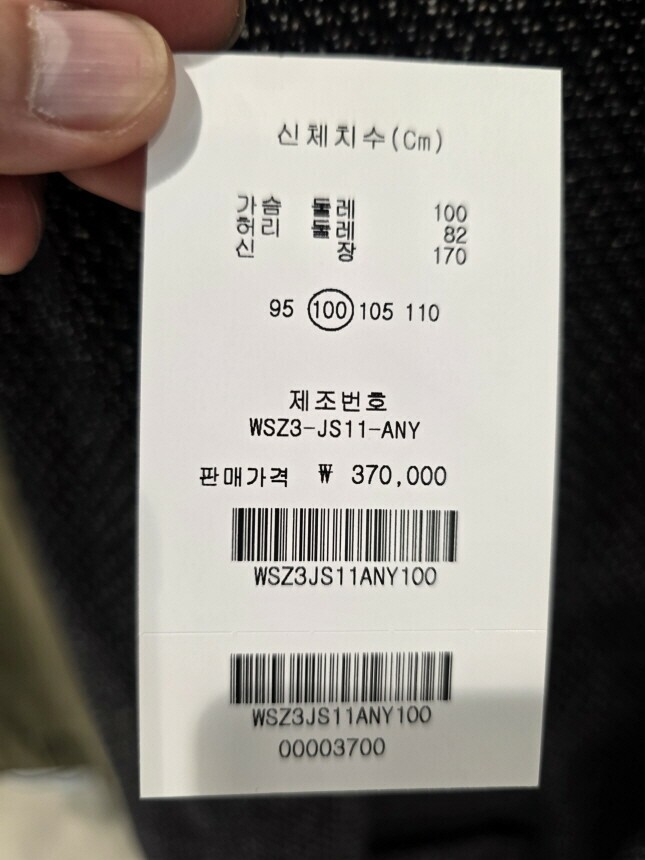 신체치수(Cm)
가슴 둘레 100
허리 둘레 82
신 장 170
95 100 105 110
제조번호
WSZ3-JS11-ANY
판매가격 ₩ 370,000
WSZ3JS11ANY100
WSZ3JS11ANY100
00003700